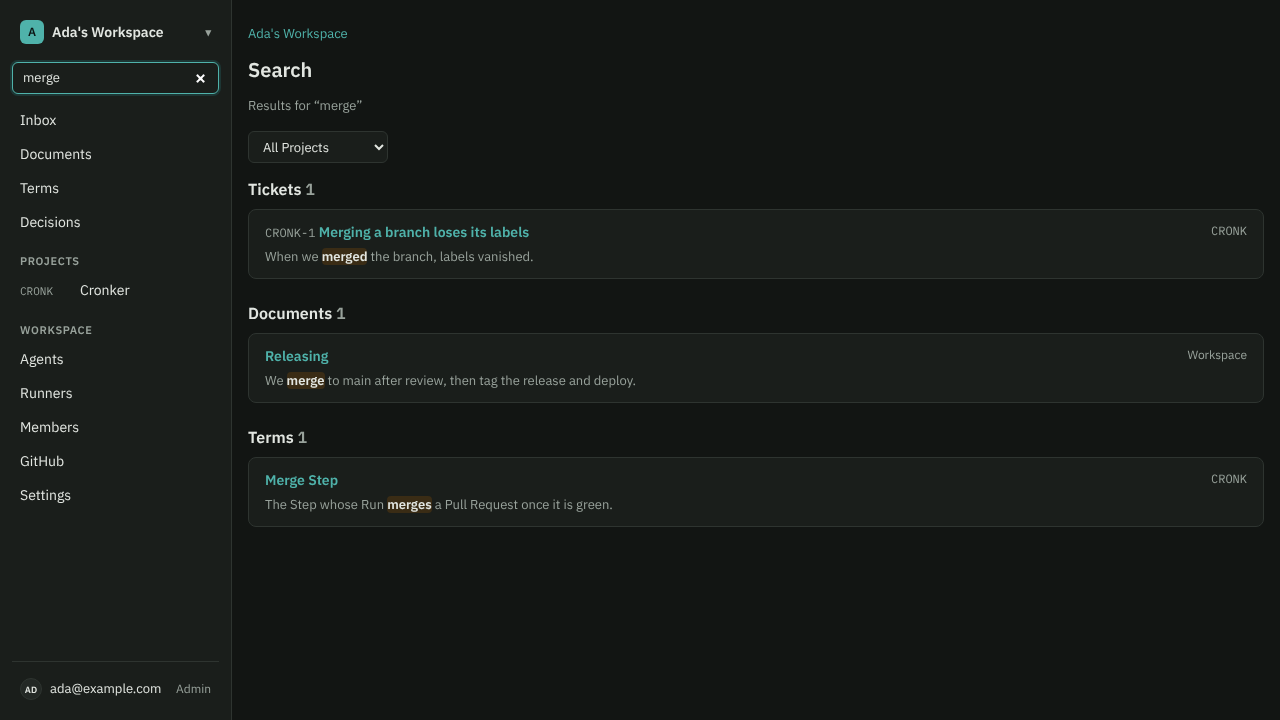 A Ada's Workspace ▾
merge ×
Inbox
Documents
Terms
Decisions
PROJECTS
CRONK Cronker
WORKSPACE
Agents
Runners
Members
GitHub
Settings
AD ada@example.com Admin
Ada's Workspace
Search
Results for “merge”
All Projects
Tickets 1
CRONK-1 Merging a branch loses its labels CRONK
When we merged the branch, labels vanished.
Documents 1
Releasing Workspace
We merge to main after review, then tag the release and deploy.
Terms 1
Merge Step CRONK
The Step whose Run merges a Pull Request once it is green.